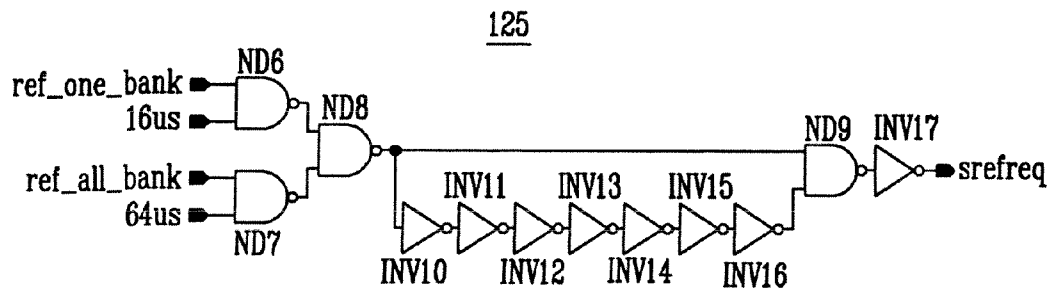 125
ND6
ref_one_bank
16us
ND8
ND9
INV17
srefreq
ref_all_bank
64us
ND7
INV11
INV13
INV15
INV10
INV12
INV14
INV16